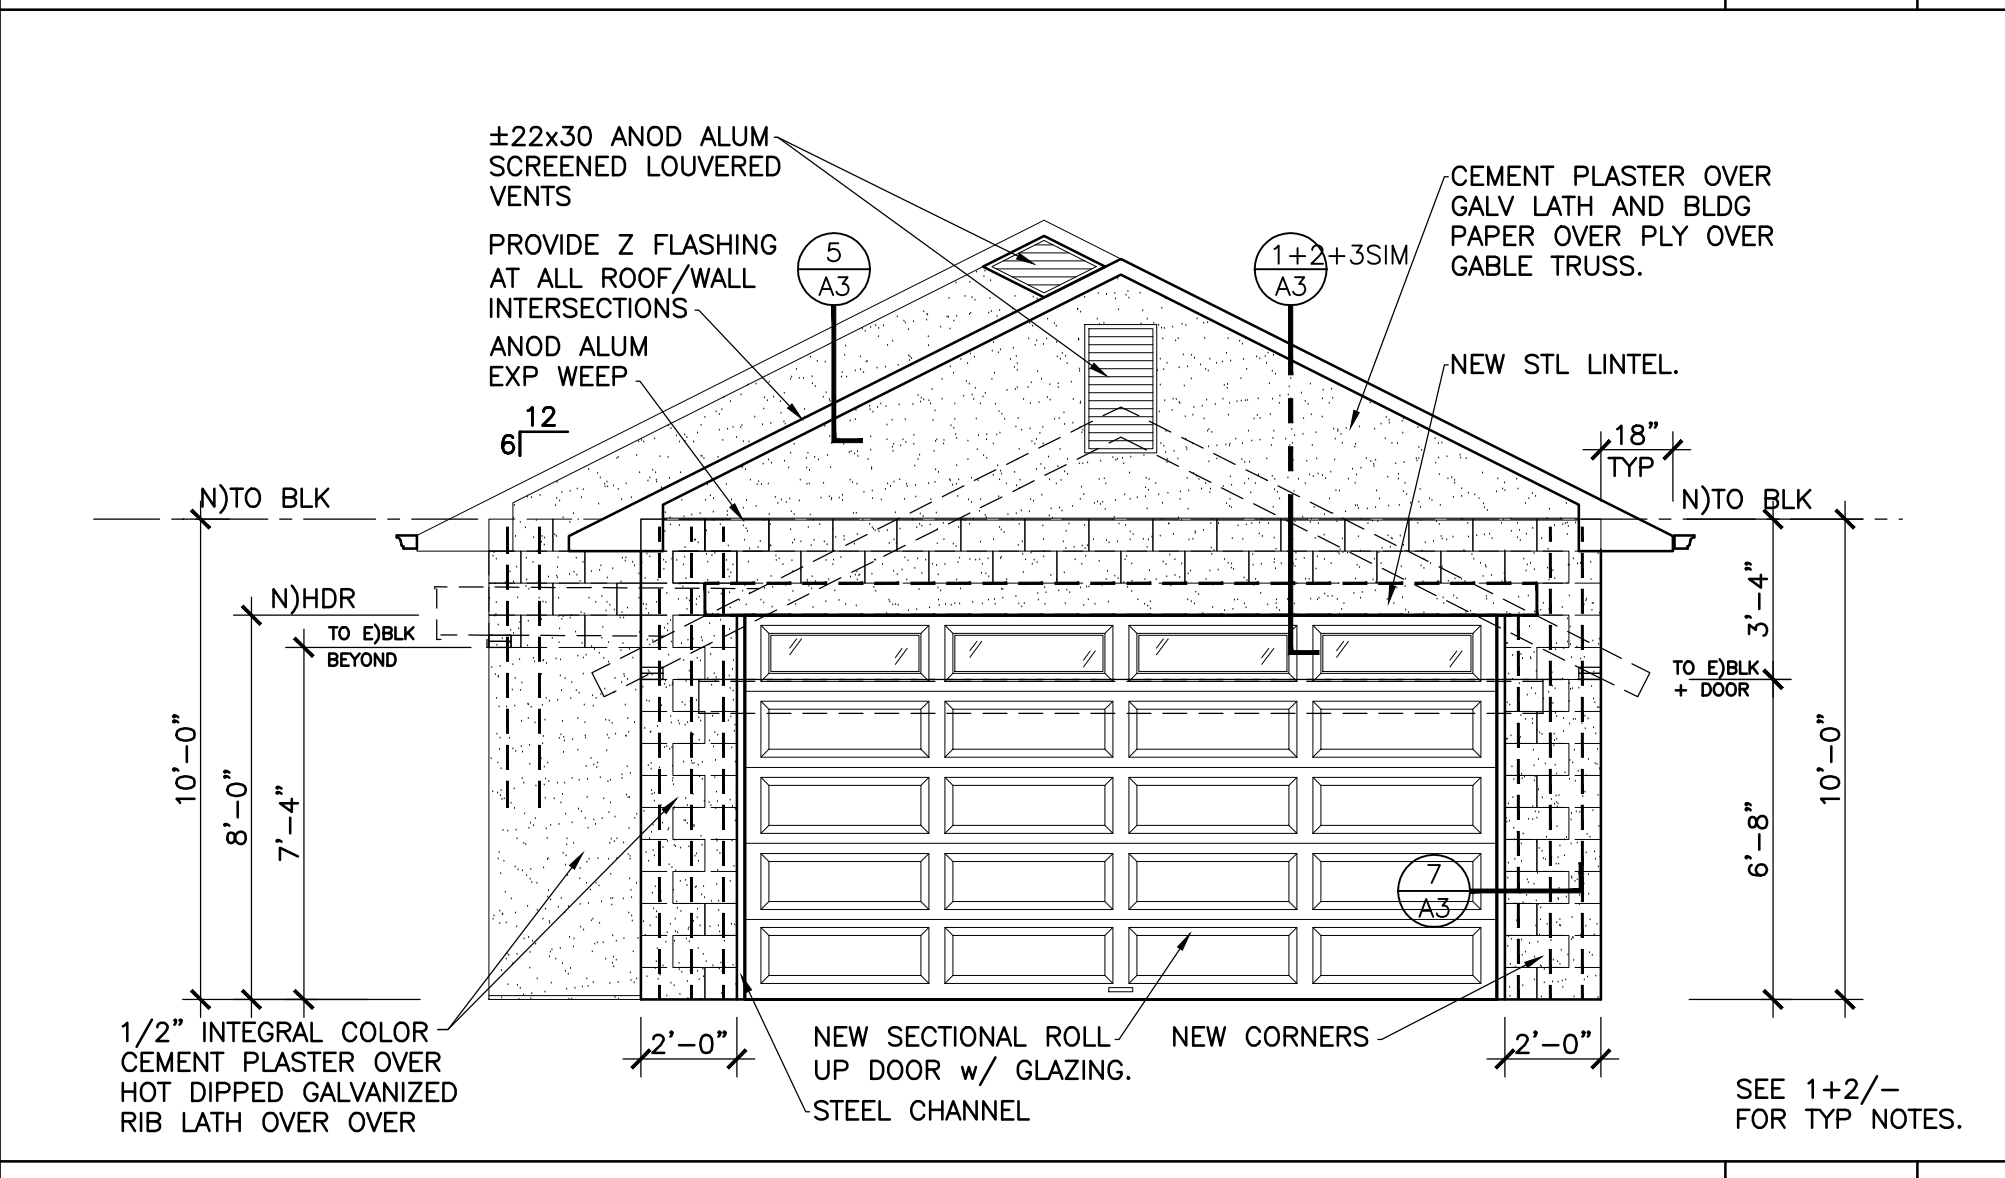 ±22x30 ANOD ALUM
SCREENED LOUVERED
VENTS
PROVIDE Z FLASHING
AT ALL ROOF/WALL
INTERSECTIONS
ANOD ALUM
EXP WEEP
12
6
5
A3
1+2+3SIM
A3
CEMENT PLASTER OVER
GALV LATH AND BLDG
PAPER OVER PLY OVER
GABLE TRUSS.
NEW STL LINTEL.
18"
TYP
N)TO BLK
N)TO BLK
N)HDR
TO E)BLK
BEYOND
10'-0"
8'-0"
7'-4"
3'-4"
TO E)BLK
+ DOOR
10'-0"
6'-8"
7
A3
1/2" INTEGRAL COLOR
CEMENT PLASTER OVER
HOT DIPPED GALVANIZED
RIB LATH OVER OVER
2'-0"
NEW SECTIONAL ROLL
UP DOOR w/ GLAZING.
STEEL CHANNEL
NEW CORNERS
2'-0"
SEE 1+2/-
FOR TYP NOTES.